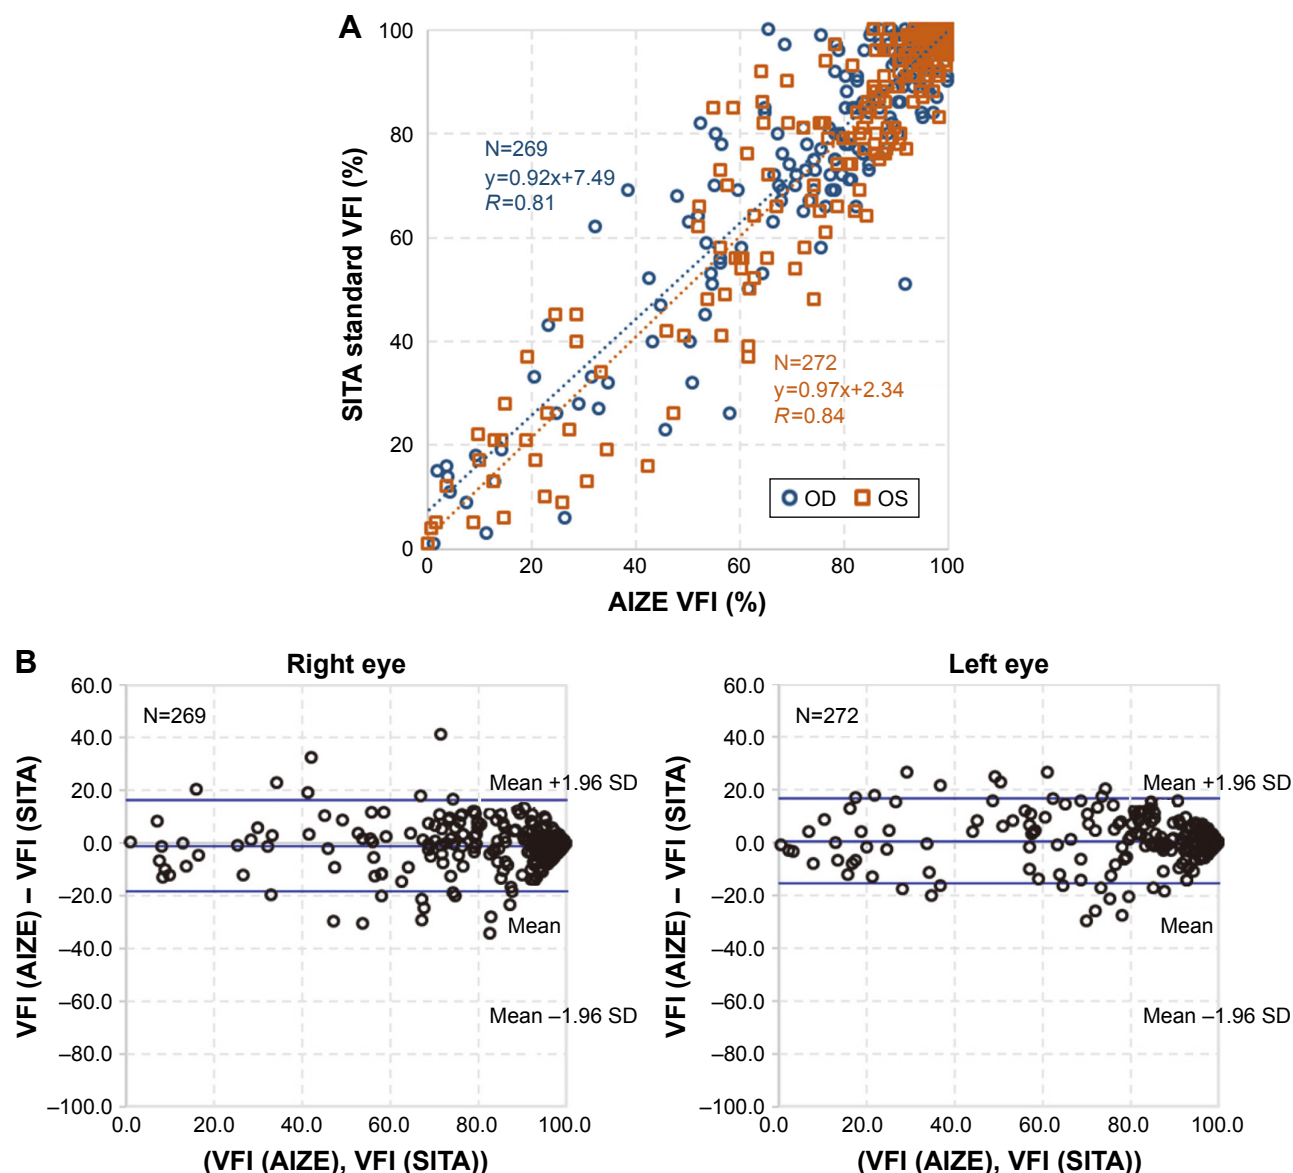 A
100
80
60
40
20
0
0 20 40 60 80 100
SITA standard VFI (%)
AIZE VFI (%)
N=269
y=0.92x+7.49
R=0.81
N=272
y=0.97x+2.34
R=0.84
OD OS
B
Right eye
60.0
40.0
20.0
0.0
–20.0
–40.0
–60.0
–80.0
–100.0
0.0 20.0 40.0 60.0 80.0 100.0
VFI (AIZE) – VFI (SITA)
(VFI (AIZE), VFI (SITA))
N=269
Mean +1.96 SD
Mean
Mean –1.96 SD
Left eye
60.0
40.0
20.0
0.0
–20.0
–40.0
–60.0
–80.0
–100.0
0.0 20.0 40.0 60.0 80.0 100.0
VFI (AIZE) – VFI (SITA)
(VFI (AIZE), VFI (SITA))
N=272
Mean +1.96 SD
Mean
Mean –1.96 SD